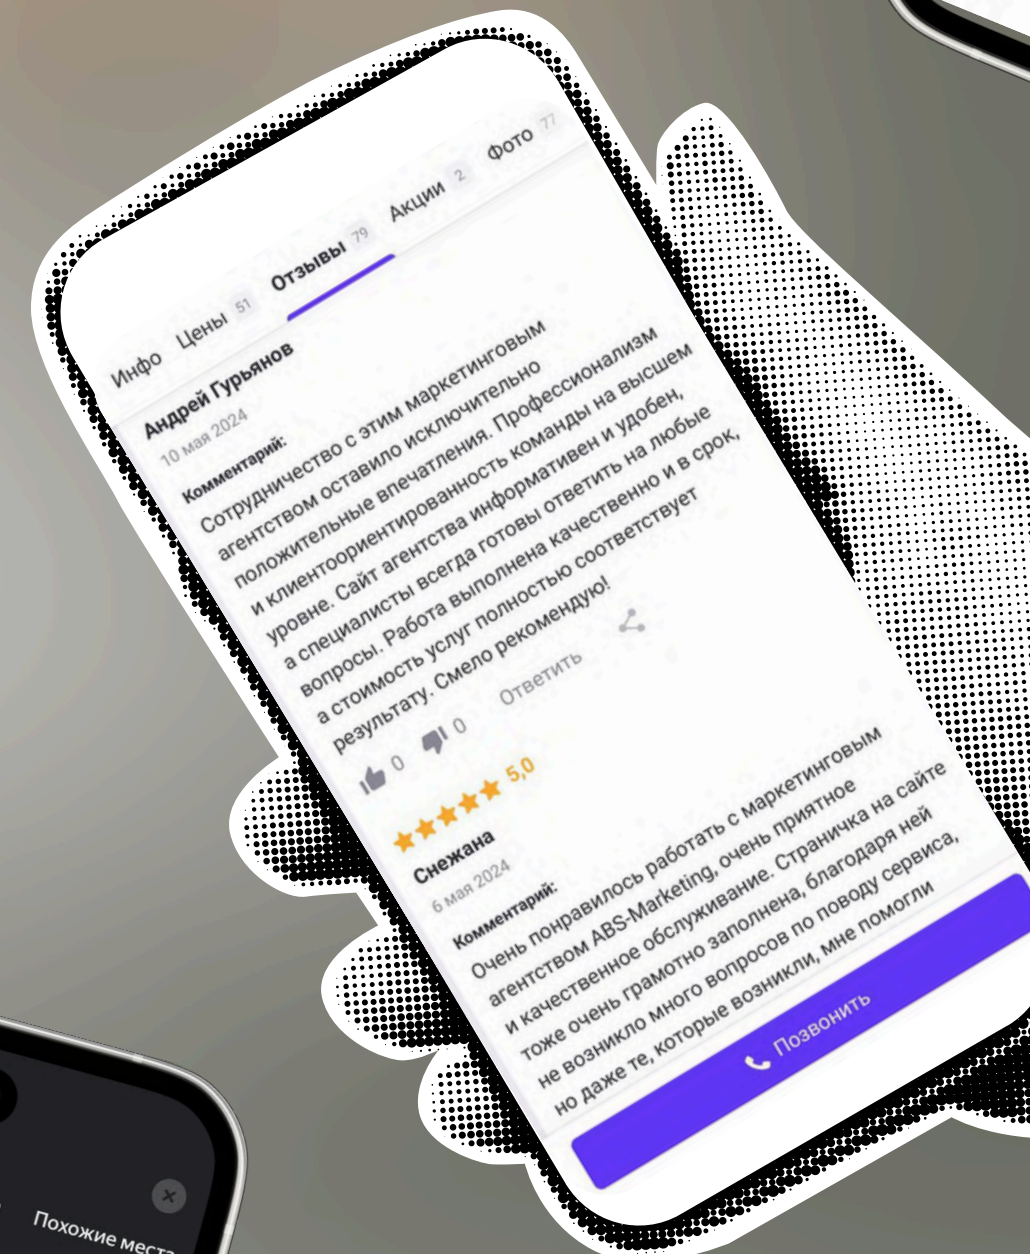 Инфо Цены 51 Отзывы 79 Акции 2 Фото 77
Андрей Гурьянов
10 мая 2024
Комментарий:
Сотрудничество с этим маркетинговым
агентством оставило исключительно
положительные впечатления. Профессионализм
и клиентоориентированность команды на высшем
уровне. Сайт агентства информативен и удобен,
а специалисты всегда готовы ответить на любые
вопросы. Работа выполнена качественно и в срок,
а стоимость услуг полностью соответствует
результату. Смело рекомендую!
0 0 Ответить
5,0
Снежана
6 мая 2024
Комментарий:
Очень понравилось работать с маркетинговым
агентством ABS-Marketing, очень приятное
и качественное обслуживание. Страничка на сайте
тоже очень грамотно заполнена, благодаря ней
не возникло много вопросов по поводу сервиса,
но даже те, которые возникли, мне помогли
Позвонить
Похожие места